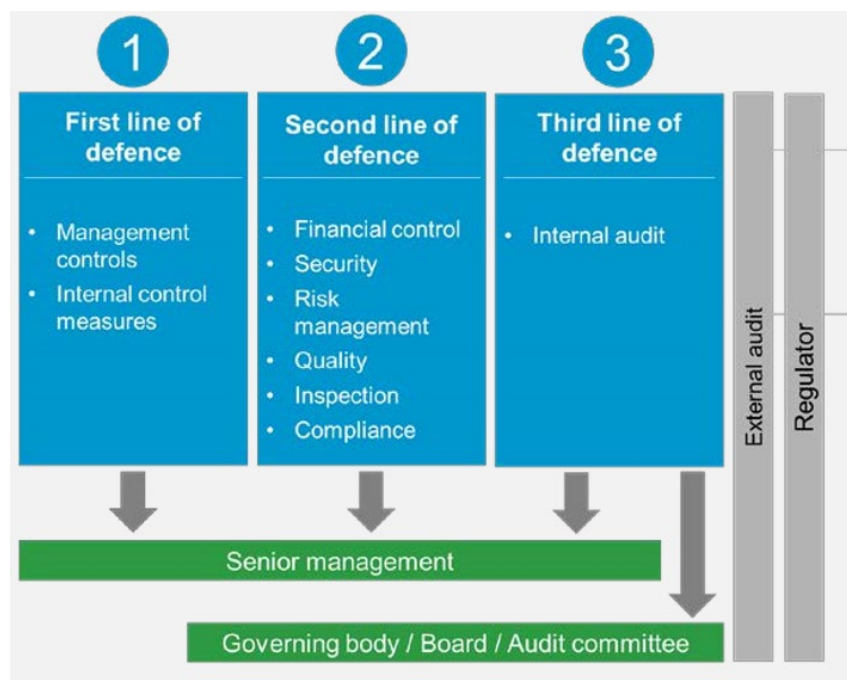 1
2
3
First line of
defence
Management
controls
Internal control
measures
Second line of
defence
Financial control
Security
Risk
management
Quality
Inspection
Compliance
Third line of
defence
Internal audit
External audit
Regulator
Senior management
Governing body / Board / Audit committee